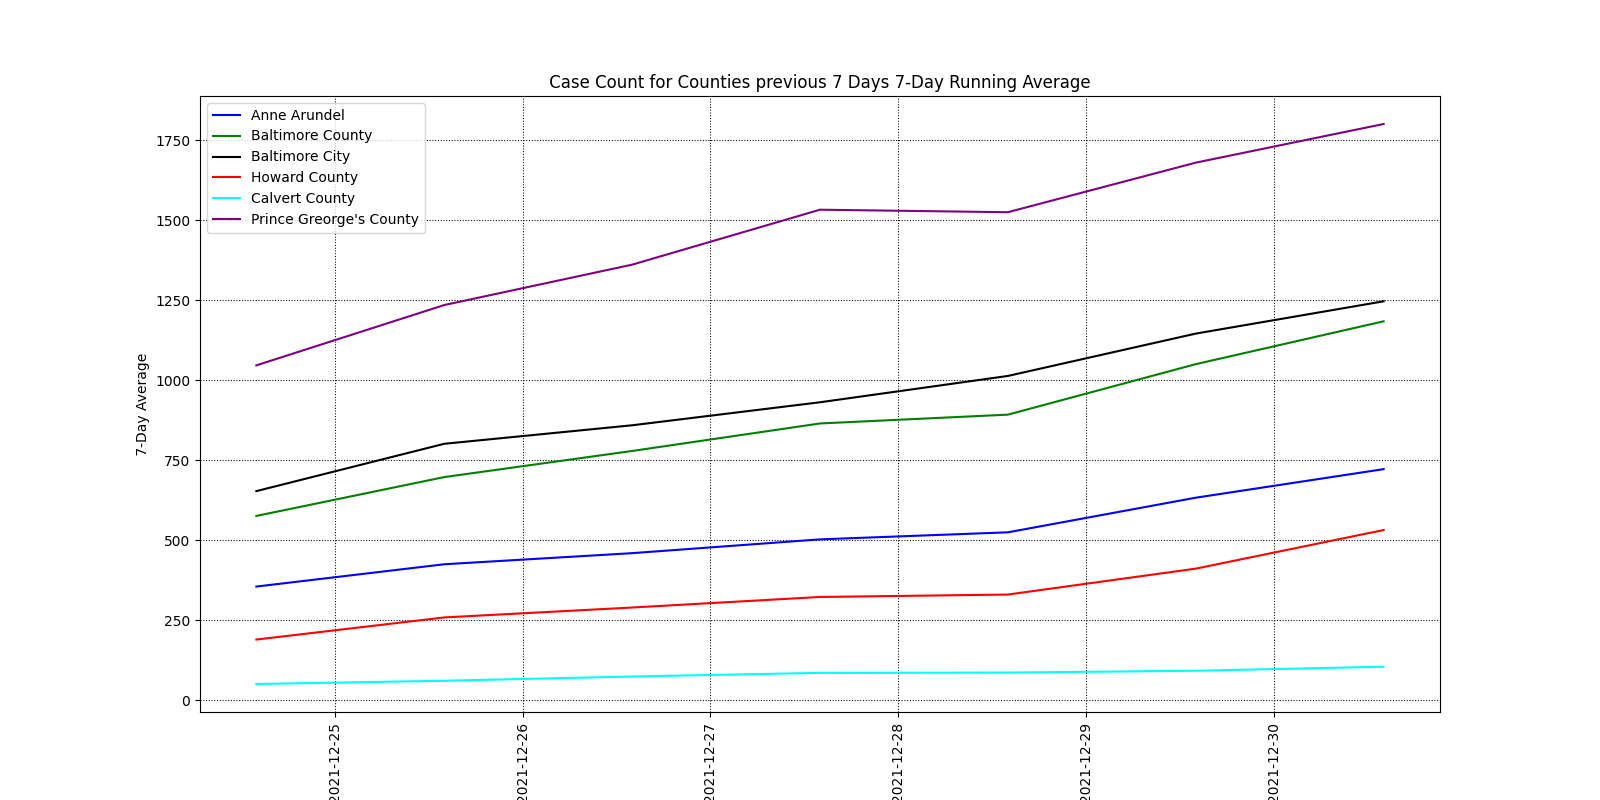 Case Count for Counties previous 7 Days 7-Day Running Average
Anne Arundel
Baltimore County
Baltimore City
Howard County
Calvert County
Prince Greorge's County
7-Day Average
1750
1500
1250
1000
750
500
250
0
2021-12-25
2021-12-26
2021-12-27
2021-12-28
2021-12-29
2021-12-30